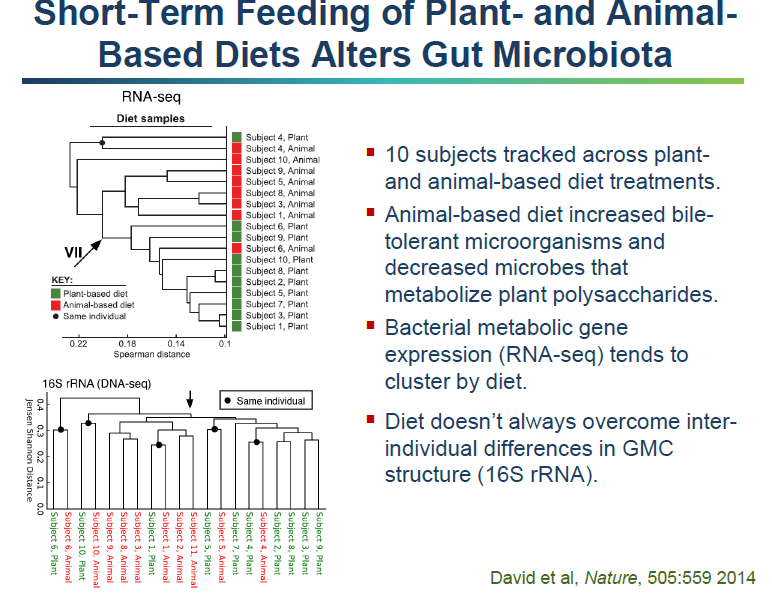 Short-Term Feeding of Plant- and Animal-
Based Diets Alters Gut Microbiota
RNA-seq
Diet samples
Subject 4, Plant
Subject 4, Animal
Subject 10, Animal
Subject 9, Animal
Subject 5, Animal
Subject 8, Animal
Subject 3, Animal
Subject 1, Animal
Subject 6, Plant
Subject 9, Plant
Subject 6, Animal
Subject 10, Plant
Subject 8, Plant
Subject 2, Plant
Subject 5, Plant
Subject 7, Plant
Subject 3, Plant
Subject 1, Plant
VII
KEY:
Plant-based diet
Animal-based diet
Same individual
0.22 0.18 0.14 0.1
Spearman distance
16S rRNA (DNA-seq)
Same individual
Jensen Shannon Distance
0.4
0.3
0.2
0.1
0.0
Subject 6, Plant
Subject 6, Animal
Subject 10, Plant
Subject 10, Animal
Subject 9, Animal
Subject 8, Animal
Subject 3, Animal
Subject 1, Plant
Subject 1, Animal
Subject 2, Animal
Subject 11, Animal
Subject 5, Plant
Subject 5, Animal
Subject 7, Plant
Subject 4, Plant
Subject 4, Animal
Subject 2, Plant
Subject 8, Plant
Subject 3, Plant
Subject 9, Plant
10 subjects tracked across plant-
and animal-based diet treatments.
Animal-based diet increased bile-
tolerant microorganisms and
decreased microbes that
metabolize plant polysaccharides.
Bacterial metabolic gene
expression (RNA-seq) tends to
cluster by diet.
Diet doesn't always overcome inter-
individual differences in GMC
structure (16S rRNA).
David et al, Nature, 505:559 2014